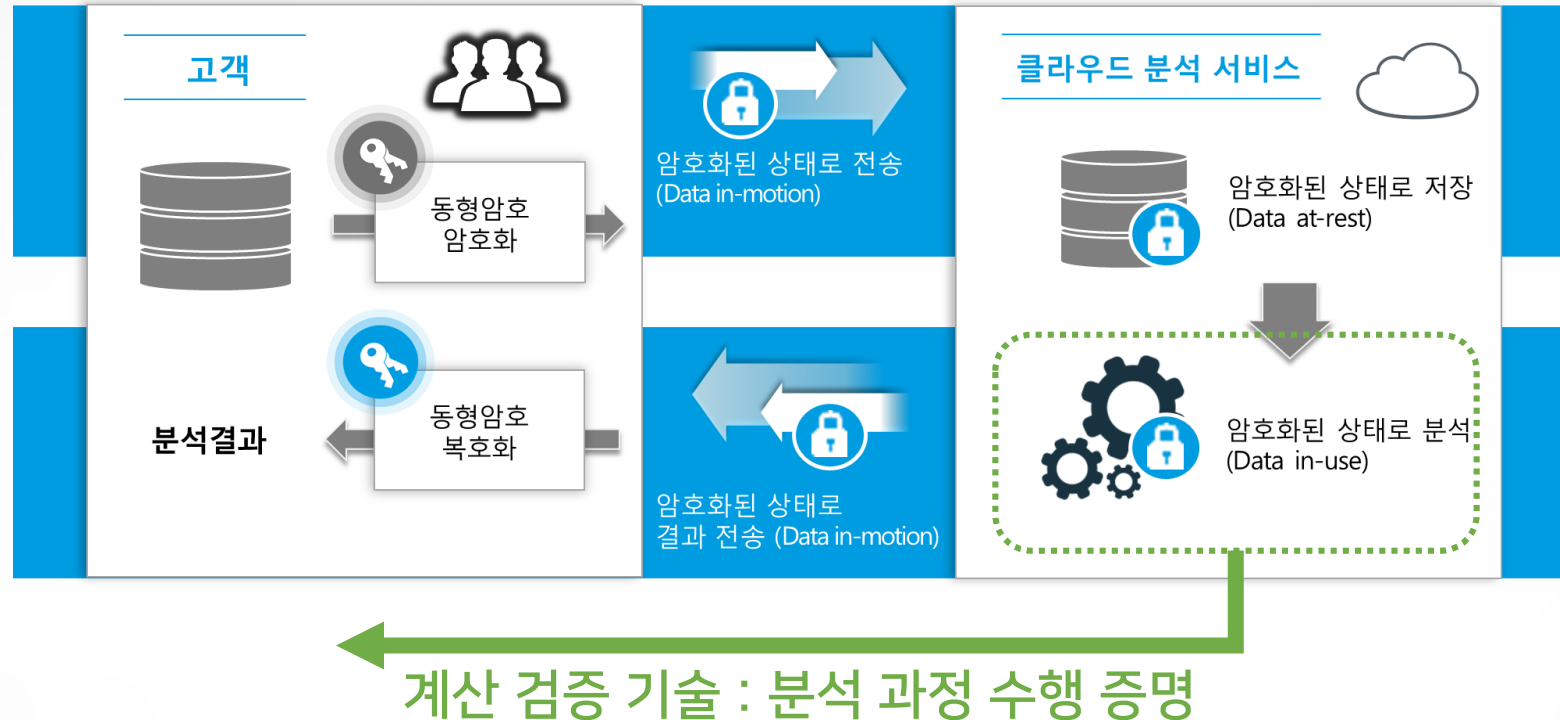 고객
동형암호
암호화
암호화된 상태로 전송
(Data in-motion)
클라우드 분석 서비스
암호화된 상태로 저장
(Data at-rest)
암호화된 상태로 분석
(Data in-use)
암호화된 상태로
결과 전송 (Data in-motion)
동형암호
복호화
분석결과
계산 검증 기술 : 분석 과정 수행 증명